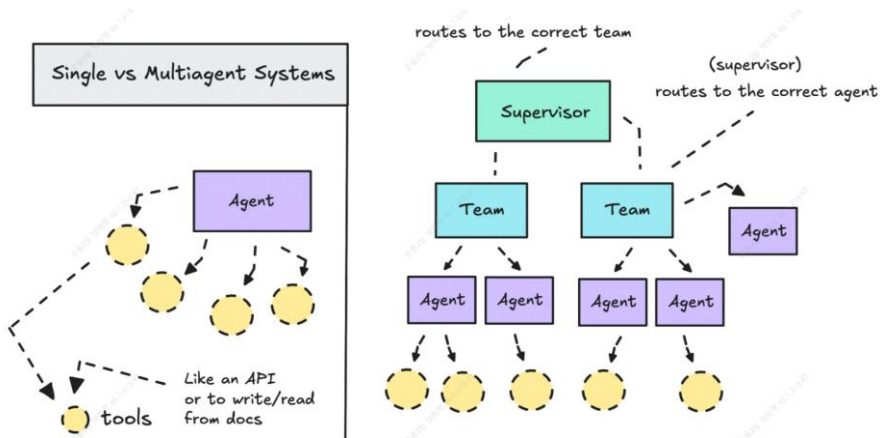 Single vs Multiagent Systems
Agent
Like an API
or to write/read
from docs
tools
routes to the correct team
(supervisor)
routes to the correct agent
Supervisor
Team
Team
Agent
Agent
Agent
Agent
Agent